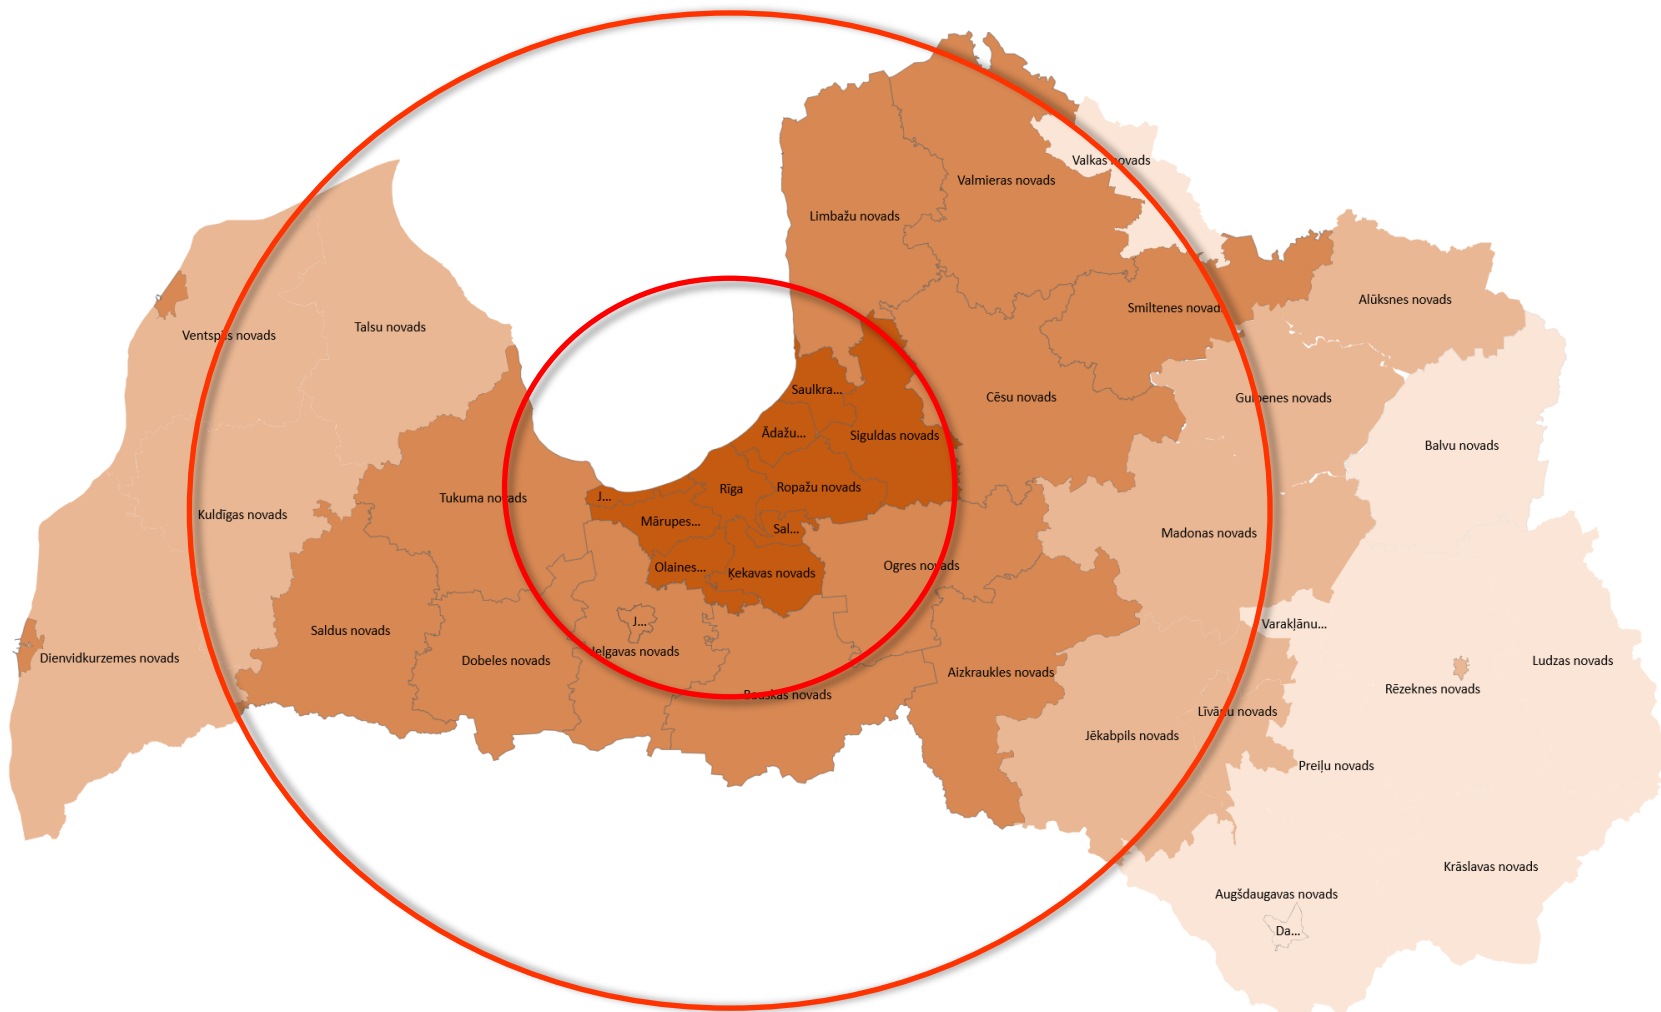 Valkas novads
Valmieras novads
Limbažu novads
Alūksnes novads
Smiltenes novads
Talsu novads
Ventspils novads
Saulkra...
Cēsu novads
Gulbenes novads
Ādažu...
Siguldas novads
Balvu novads
Rīga
Ropažu novads
J...
Tukuma novads
Kuldīgas novads
Mārupes...
Sal...
Madonas novads
Olaines...
Ķekavas novads
Ogres novads
J...
Varakļānu...
Saldus novads
Jelgavas novads
Dienvidkurzemes novads
Dobeles novads
Ludzas novads
Aizkraukles novads
Rēzeknes novads
Bauskas novads
Līvānu novads
Jēkabpils novads
Preiļu novads
Krāslavas novads
Augšdaugavas novads
Da...